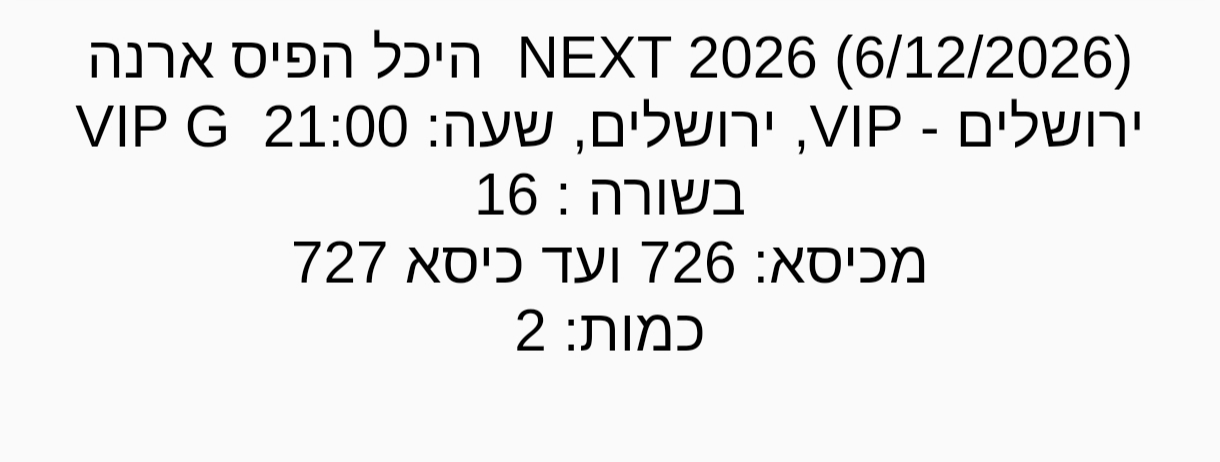 NEXT 2026 (6/12/2026) היכל הפיס ארנה
ירושלים - VIP, ירושלים, שעה: 21:00 VIP G
בשורה : 16
מכיסא: 726 ועד כיסא 727
כמות: 2